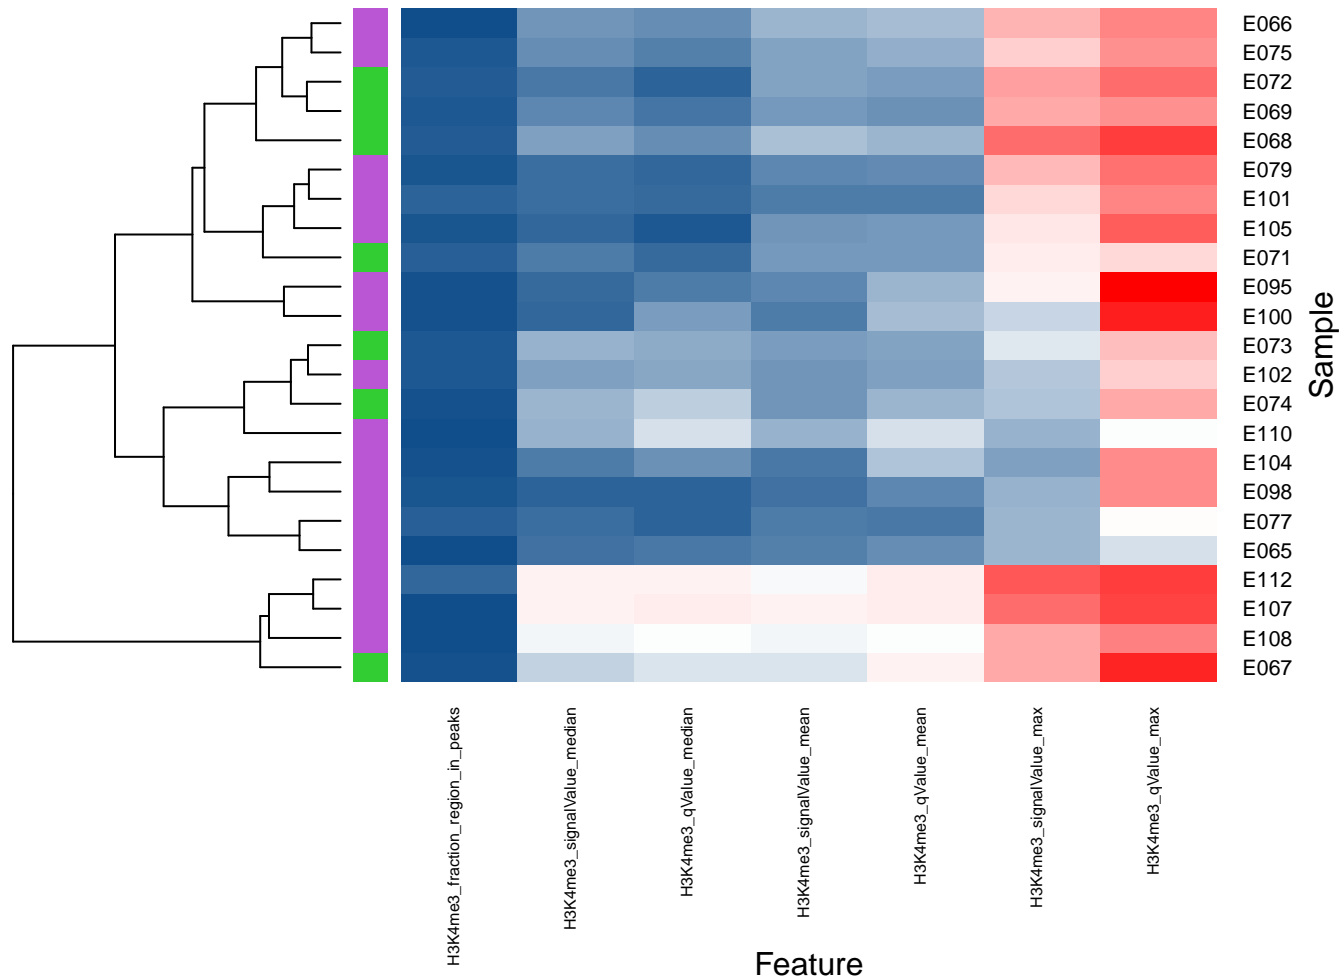 E066
E075
E072
E069
E068
E079
E101
E105
E071
E095
E100
E073
E102
E074
E110
E104
E098
E077
E065
E112
E107
E108
E067
Sample
H3K4me3_fraction_region_in_peaks
H3K4me3_signalValue_median
H3K4me3_qValue_median
H3K4me3_signalValue_mean
H3K4me3_qValue_mean
H3K4me3_signalValue_max
H3K4me3_qValue_max
Feature